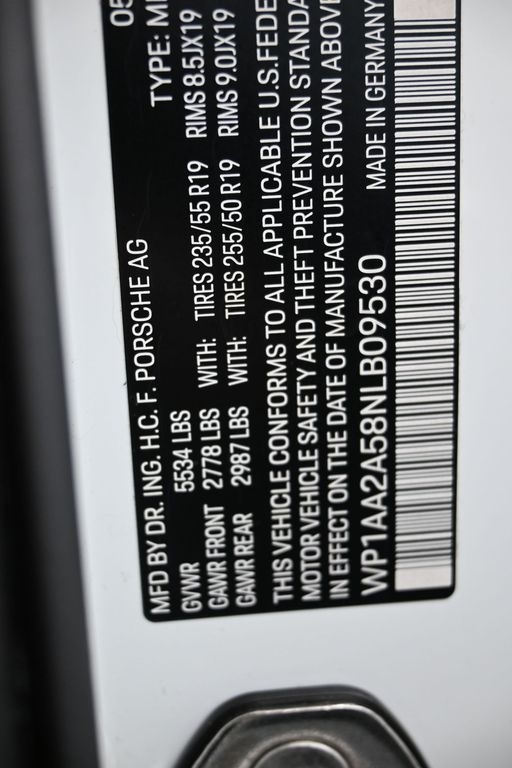 MFD BY DR. ING. H.C. F. PORSCHE AG 05
GVWR 5534 LBS TYPE:
GAWR FRONT 2778 LBS WITH: TIRES 235/55 R19 RIMS 8.5JX19
GAWR REAR 2987 LBS WITH: TIRES 255/50 R19 RIMS 9.0JX19
THIS VEHICLE CONFORMS TO ALL APPLICABLE U.S. FEDE
MOTOR VEHICLE SAFETY AND THEFT PREVENTION STANDA
IN EFFECT ON THE DATE OF MANUFACTURE SHOWN ABOVE
WP1AA2A58NLB09530 MADE IN GERMANY